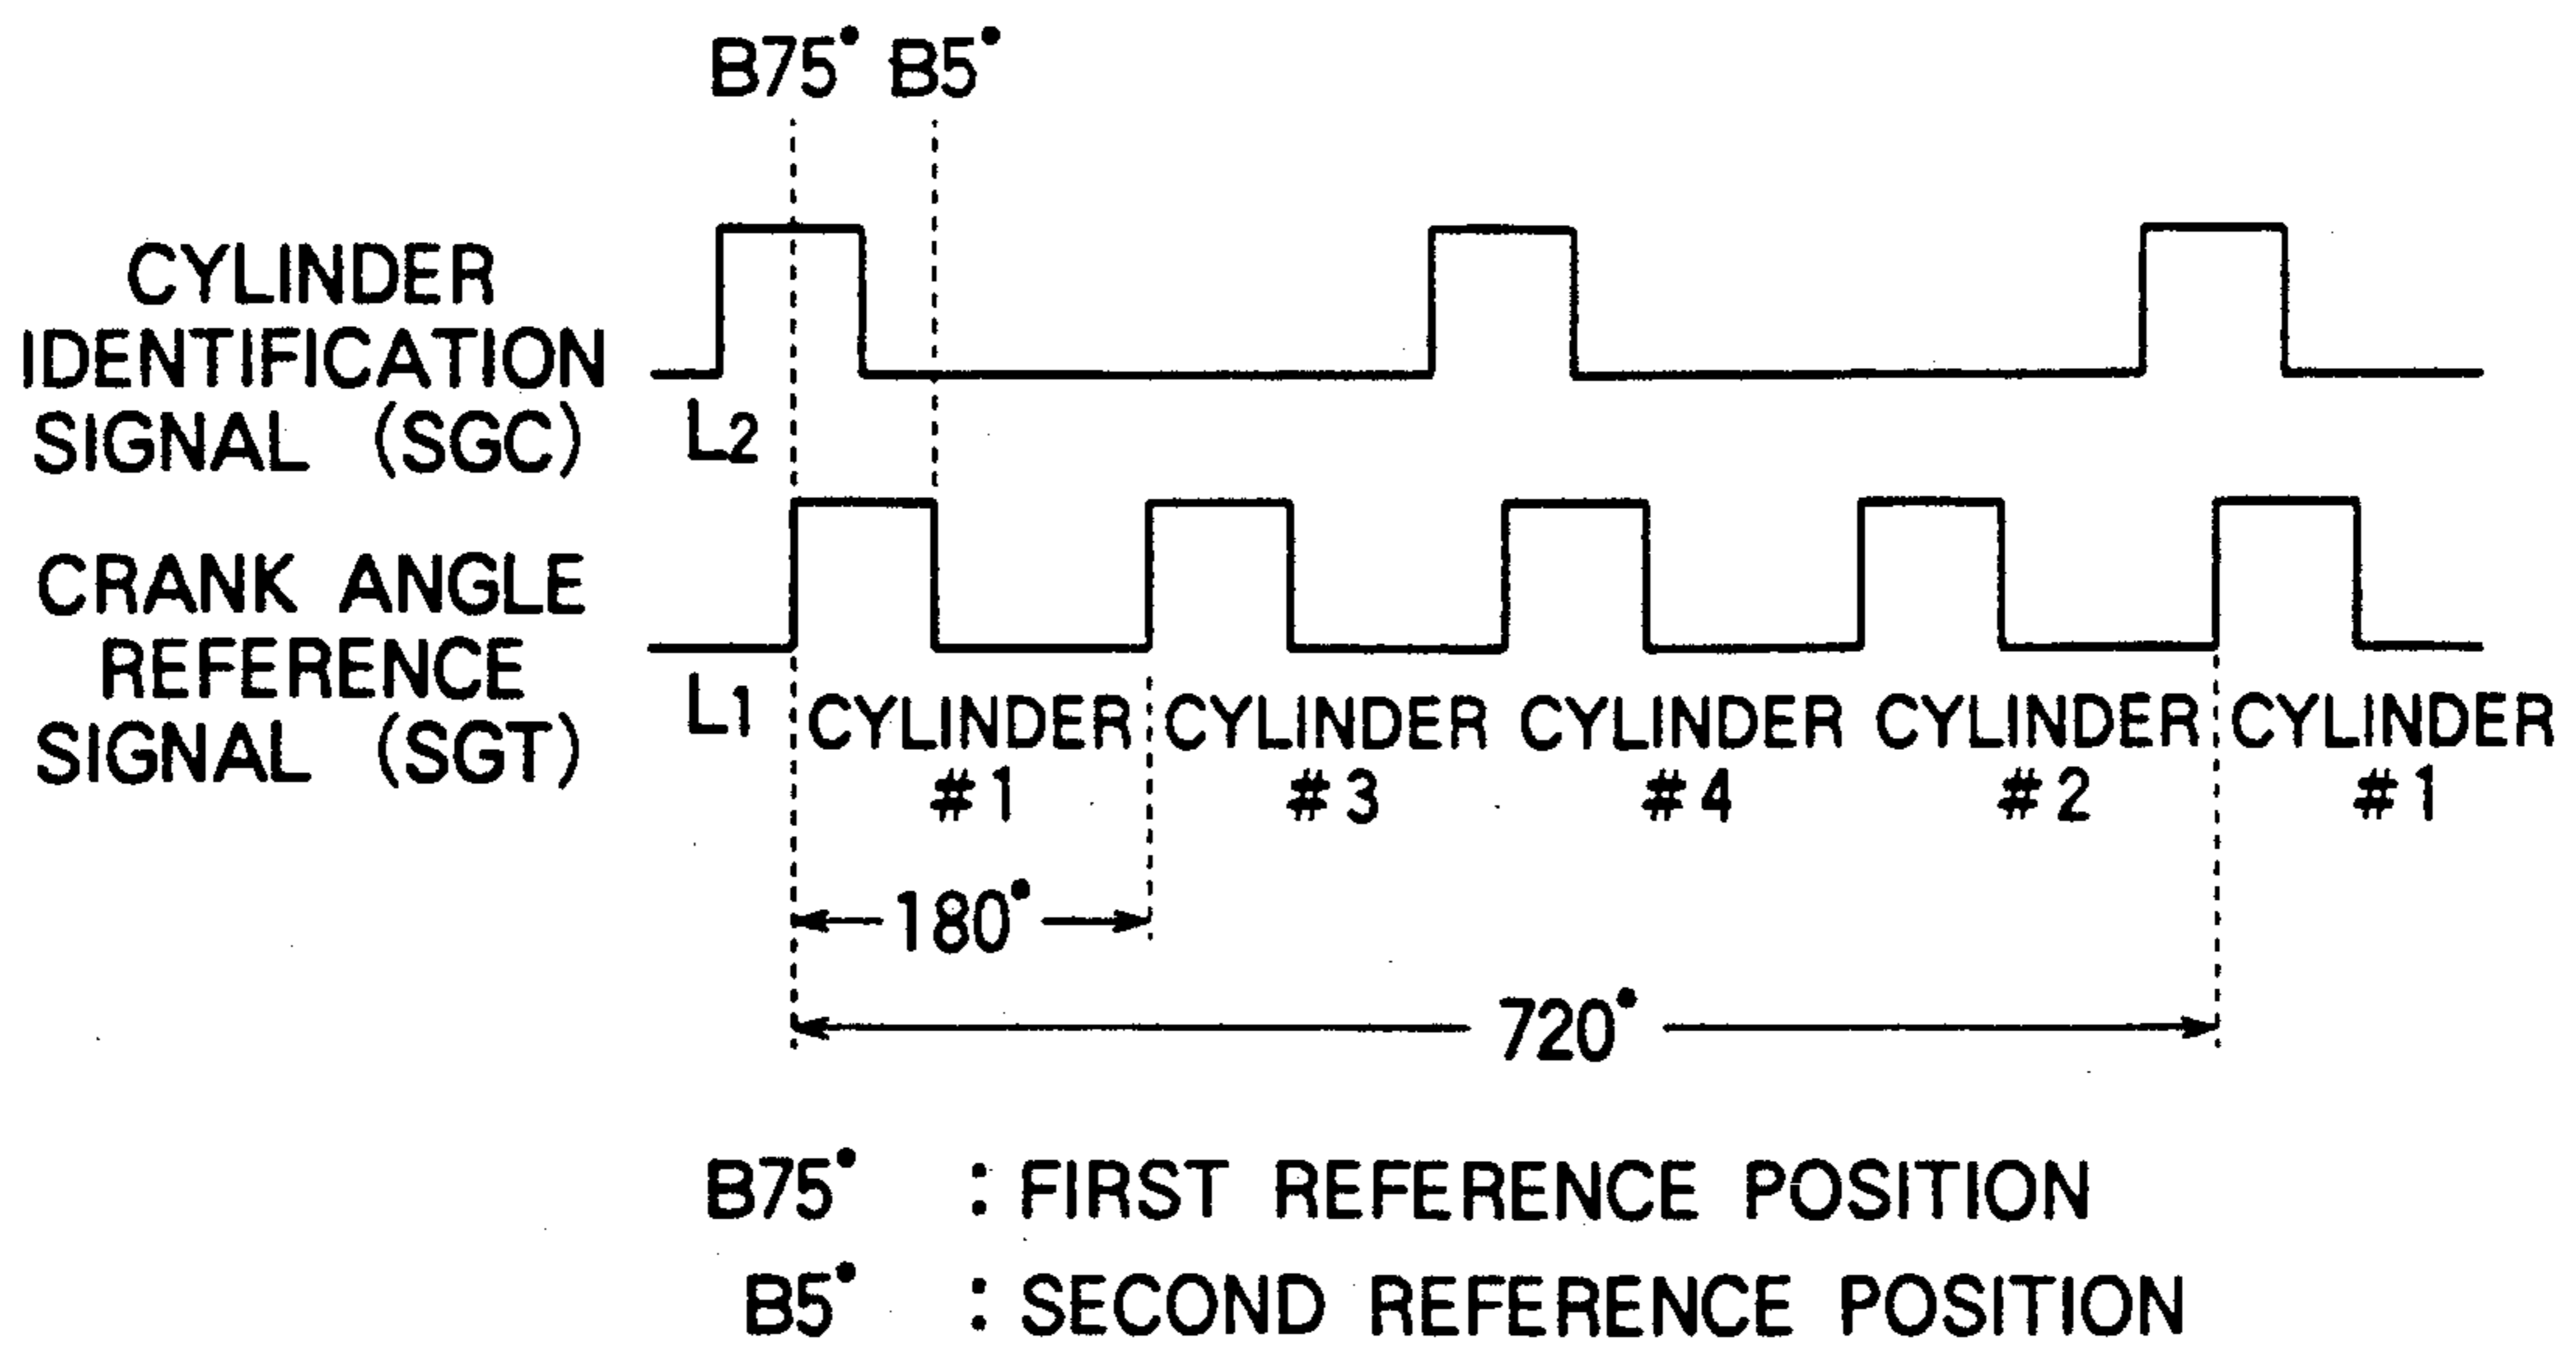 B75° B5°
CYLINDER
IDENTIFICATION
SIGNAL (SGC)
L2
CRANK ANGLE
REFERENCE
SIGNAL (SGT)
L1
CYLINDER
#1
CYLINDER
#3
CYLINDER
#4
CYLINDER
#2
CYLINDER
#1
180°
720°
B75° : FIRST REFERENCE POSITION
B5° : SECOND REFERENCE POSITION